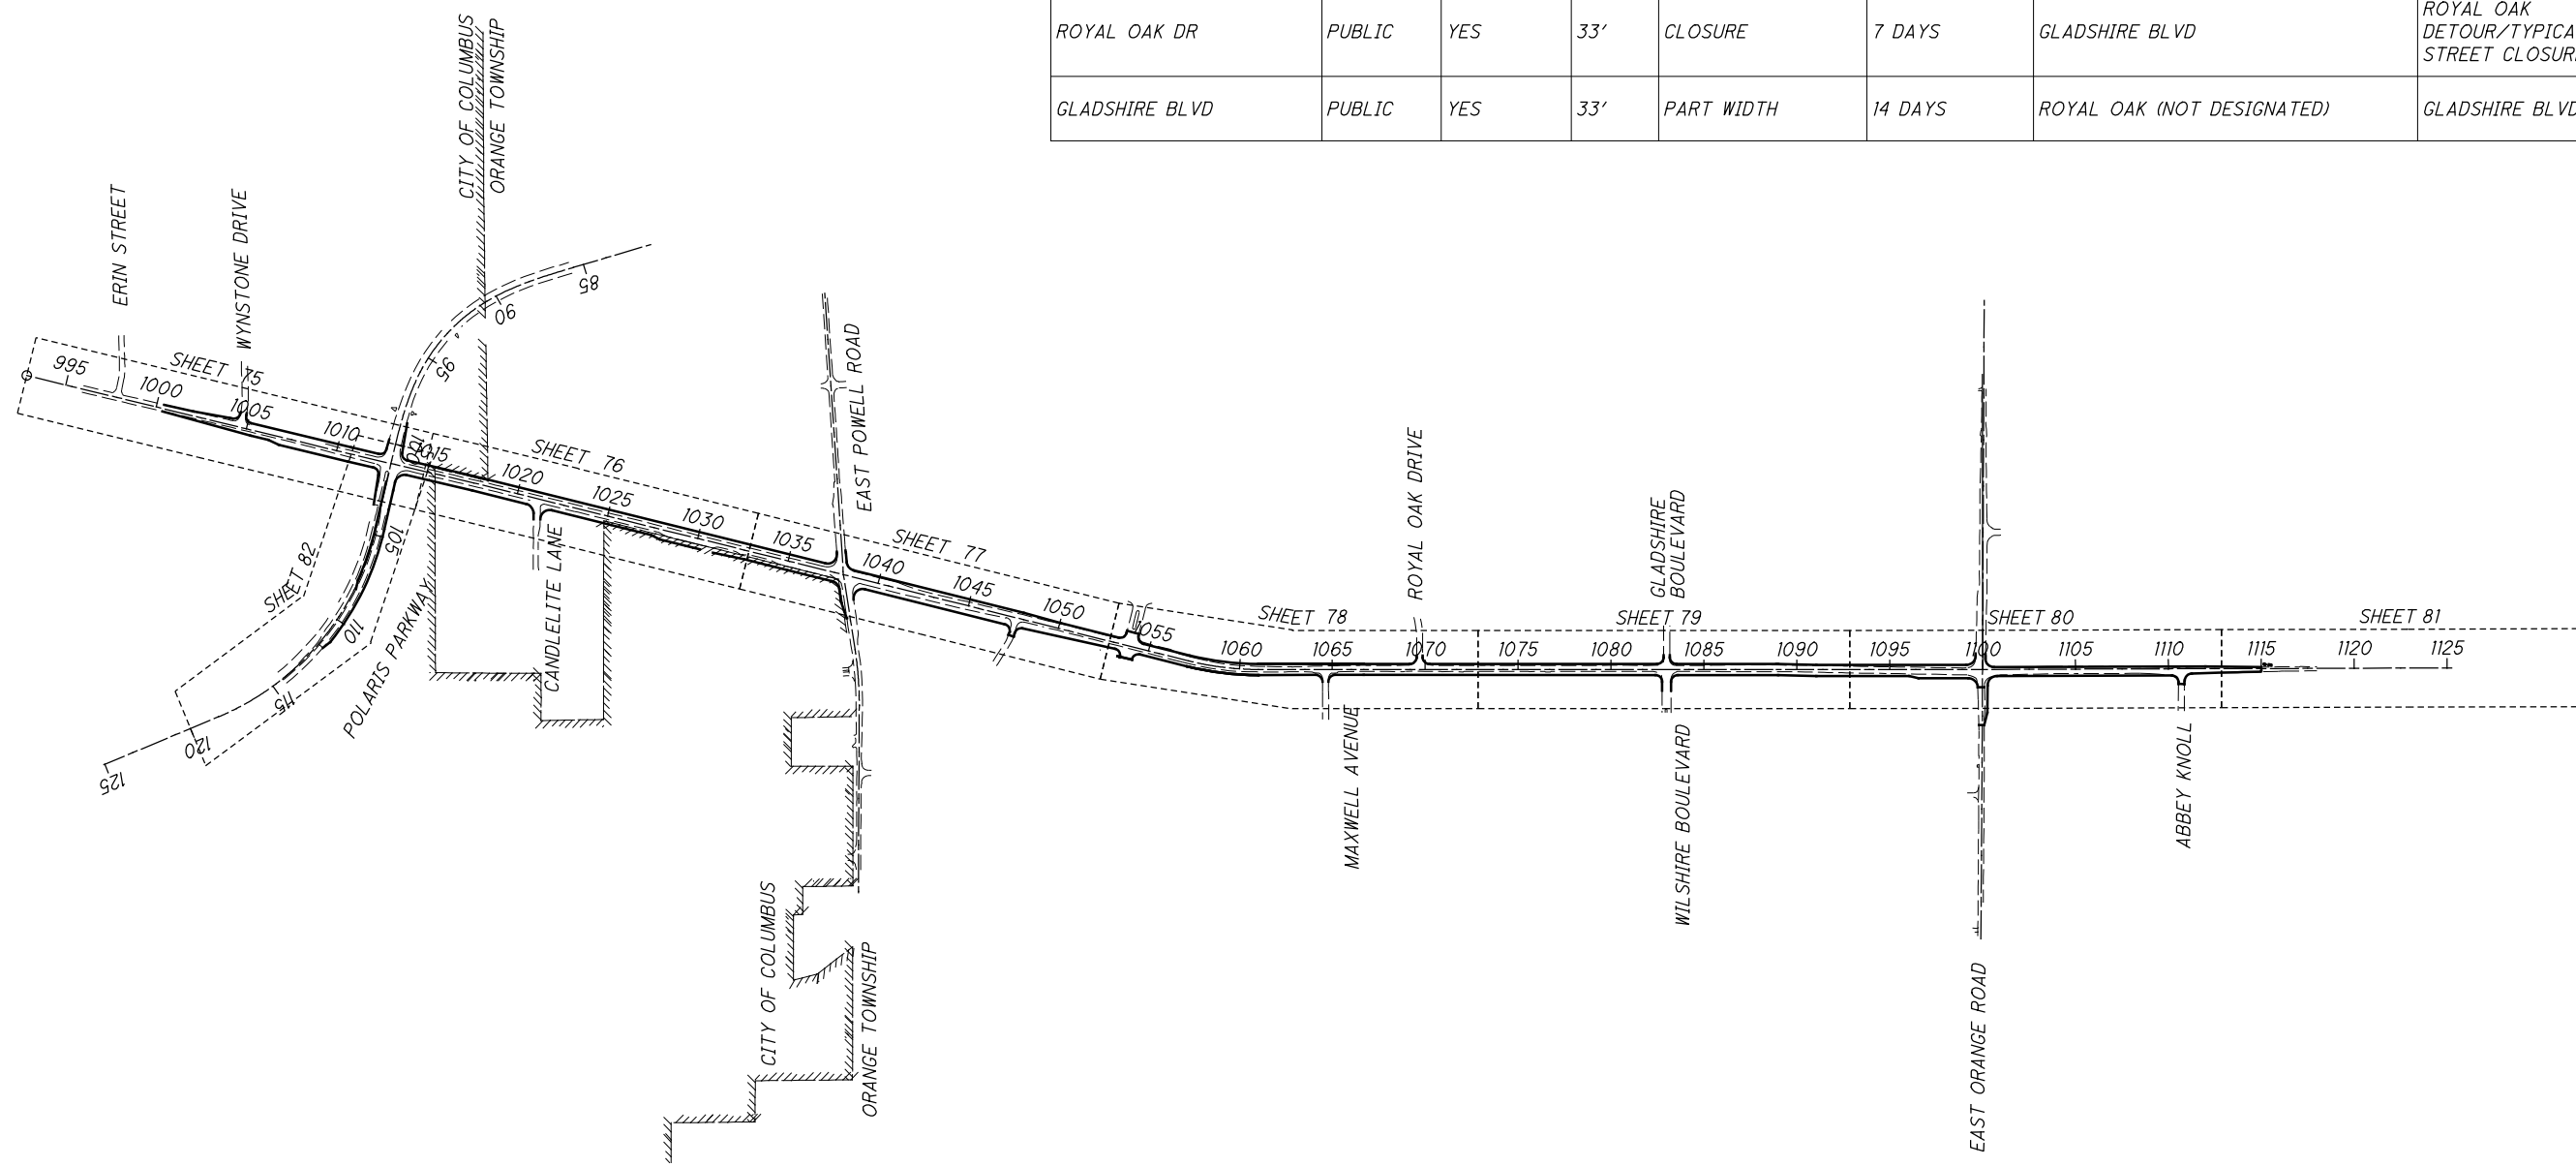 ROYAL OAK DR PUBLIC YES 33' CLOSURE 7 DAYS GLADSHIRE BLVD ROYAL OAK
DETOUR/TYPICA
STREET CLOSUR
GLADSHIRE BLVD PUBLIC YES 33' PART WIDTH 14 DAYS ROYAL OAK (NOT DESIGNATED) GLADSHIRE BLVD
CITY OF COLUMBUS
ORANGE TOWNSHIP
ERIN STREET
WYNSTONE DRIVE
85
90
95
100
105
110
115
120
125
SHEET 82
POLARIS PARKWAY
SHEET 75
995
1000
1005
1010
1015
SHEET 76
1020
1025
1030
1035
CANDLELITE LANE
EAST POWELL ROAD
SHEET 77
1040
1045
1050
1055
SHEET 78
1060
1065
1070
ROYAL OAK DRIVE
MAXWELL AVENUE
GLADSHIRE
BOULEVARD
SHEET 79
1075
1080
1085
1090
WILSHIRE BOULEVARD
SHEET 80
1095
1100
1105
1110
EAST ORANGE ROAD
ABBEY KNOLL
SHEET 81
1115
1120
1125
CITY OF COLUMBUS
ORANGE TOWNSHIP